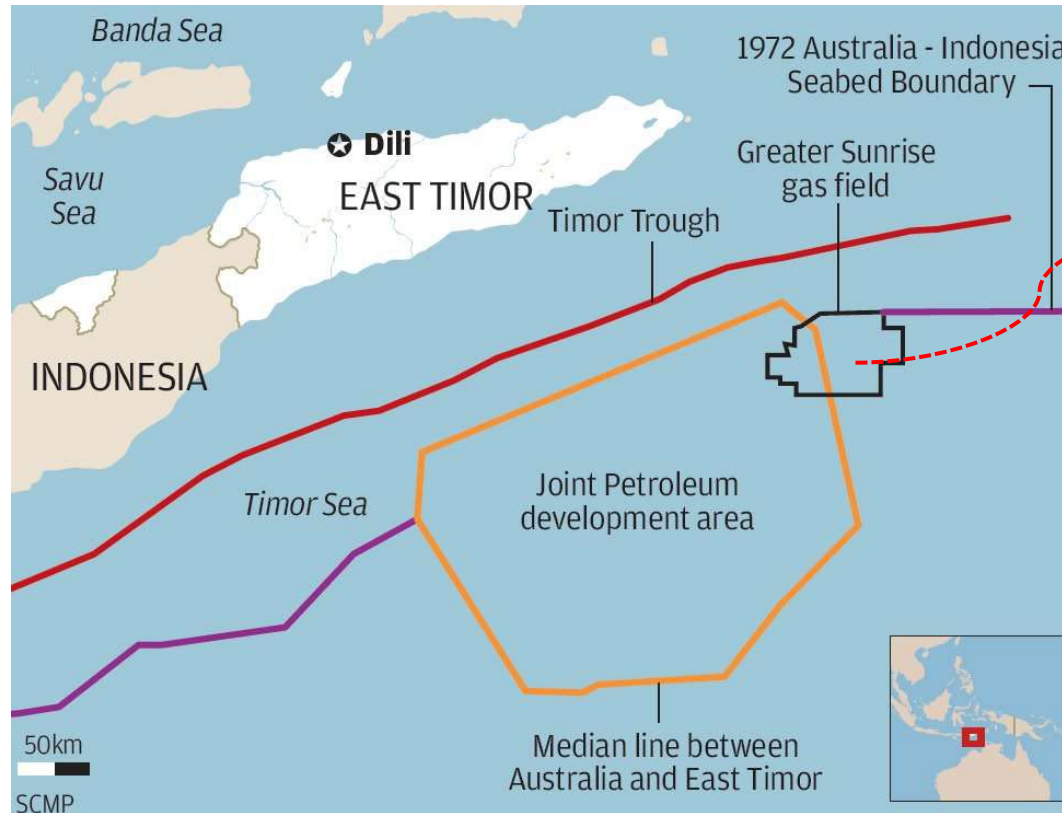 Banda Sea
1972 Australia - Indonesia
Seabed Boundary
Dili
Greater Sunrise
gas field
Savu
Sea
EAST TIMOR
Timor Trough
INDONESIA
Joint Petroleum
development area
Timor Sea
50km
Median line between
Australia and East Timor
SCMP